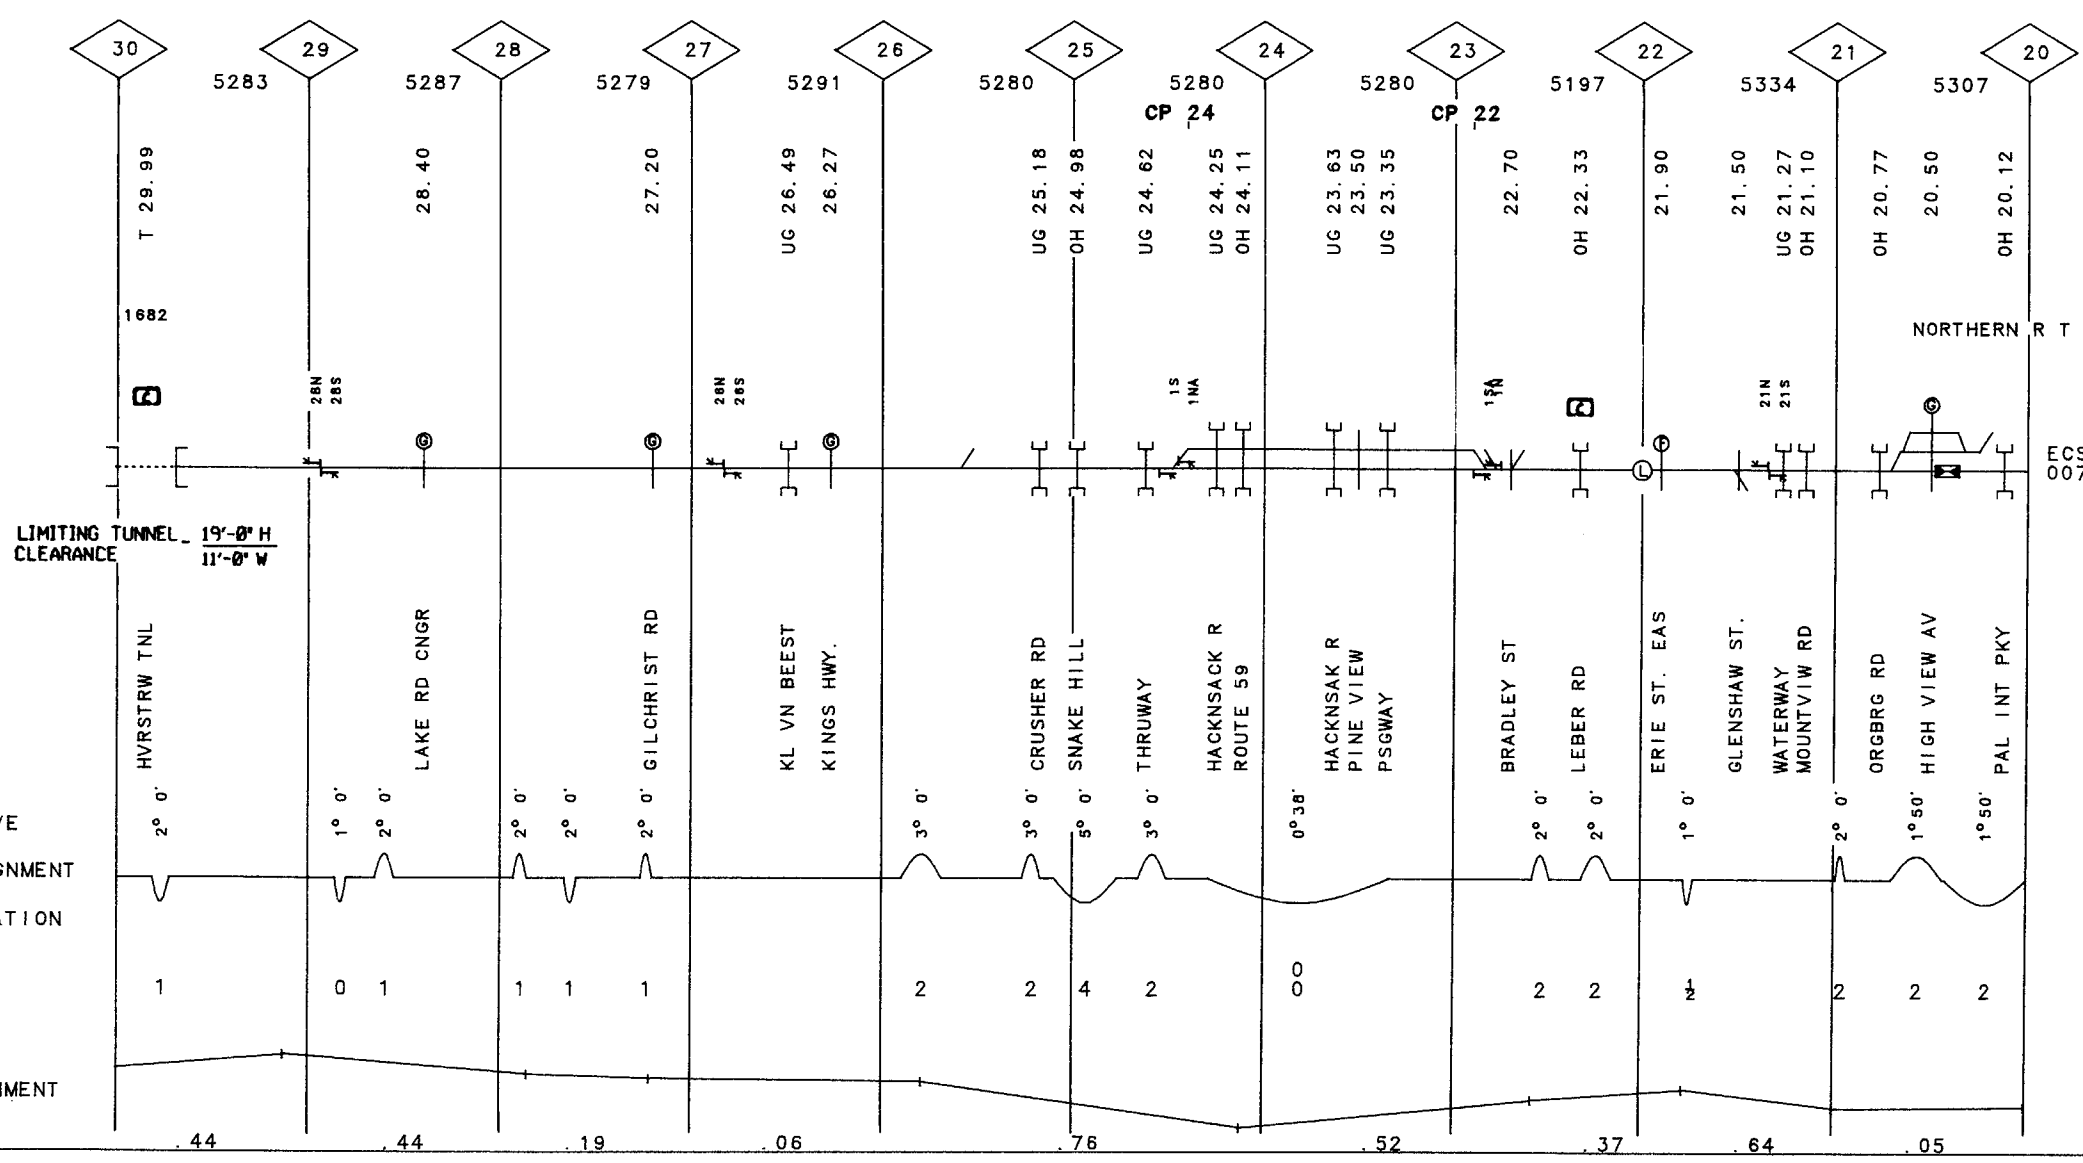 30 29 28 27 26 25 24 23 22 21 20
5283 5287 5279 5291 5280 5280 5280 5197 5334 5307
CP 24 CP 22
T 29.99
28.40
27.20
UG 26.49
26.27
UG 25.18
OH 24.98
UG 24.62
UG 24.25
OH 24.11
UG 23.63
23.50
UG 23.35
22.70
OH 22.33
21.90
21.50
UG 21.27
OH 21.10
OH 20.77
20.50
OH 20.12
1682
NORTHERN R T
28N
28S
26N
26S
1S
1NA
1SA
1N
21N
21S
C
C
G
G
G
F
G
L
ECS
007
LIMITING TUNNEL - 19'-0" H
CLEARANCE 11'-0" W
HVRSTRW TNL
LAKE RD CNGR
GILCHRIST RD
KL VN BEEST
KINGS HWY.
CRUSHER RD
SNAKE HILL
THRUWAY
HACKNSACK R
ROUTE 59
HACKNSAK R
PINE VIEW
PSGWAY
BRADLEY ST
LEBER RD
ERIE ST. EAS
GLENSHAW ST.
WATERWAY
MOUNTVIW RD
ORGBRG RD
HIGH VIEW AV
PAL INT PKY
2° 0' 1° 0' 2° 0' 2° 0' 2° 0' 2° 0' 3° 0' 3° 0' 5° 0' 3° 0' 0° 38' 2° 0' 2° 0' 1° 0' 2° 0' 1° 50' 1° 50'
VE
GNMENT
ATION
0
1 0 1 1 1 1 2 2 4 2 0 2 2 1/2 2 2 2
NMENT
.44 .44 .19 .06 .76 .52 .37 .64 .05